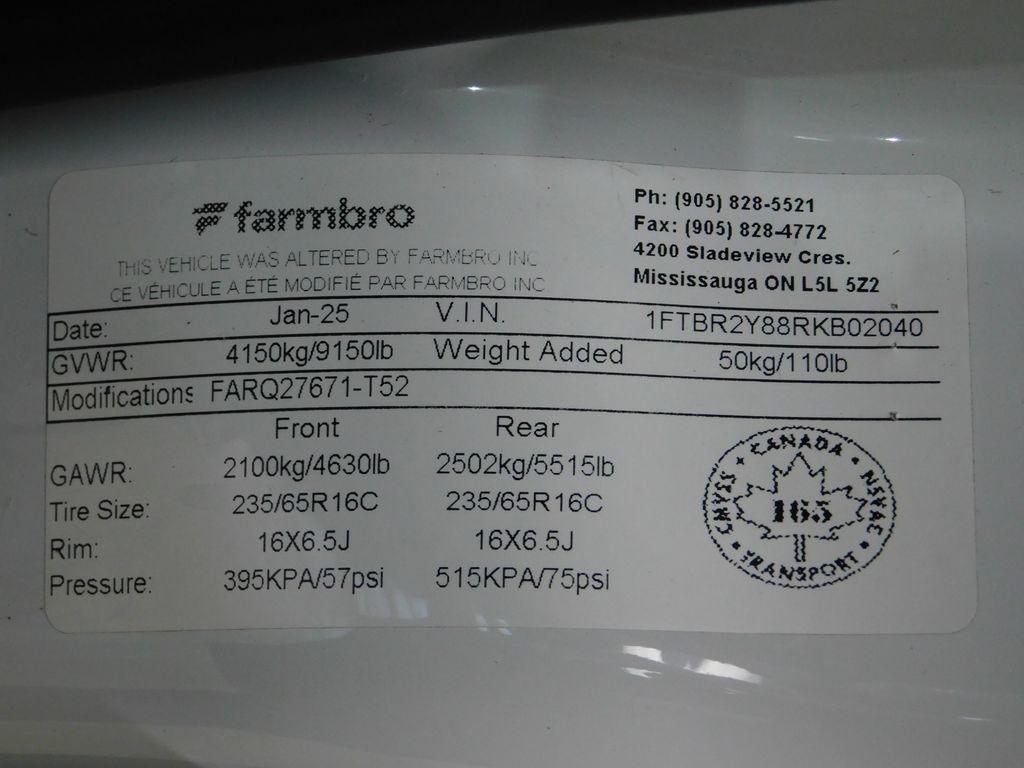 farmbro
THIS VEHICLE WAS ALTERED BY FARMBRO INC
CE VÉHICULE A ÉTÉ MODIFIÉ PAR FARMBRO INC
Ph: (905) 828-5521
Fax: (905) 828-4772
4200 Sladeview Cres.
Mississauga ON L5L 5Z2
Date: Jan-25 V.I.N. 1FTBR2Y88RKB02040
GVWR: 4150kg/9150lb Weight Added 50kg/110lb
Modifications FARQ27671-T52
Front Rear
GAWR: 2100kg/4630lb 2502kg/5515lb
Tire Size: 235/65R16C 235/65R16C
Rim: 16X6.5J 16X6.5J
Pressure: 395KPA/57psi 515KPA/75psi
CANADA • NSVAC • TRANSPORT • CMVSS •
165